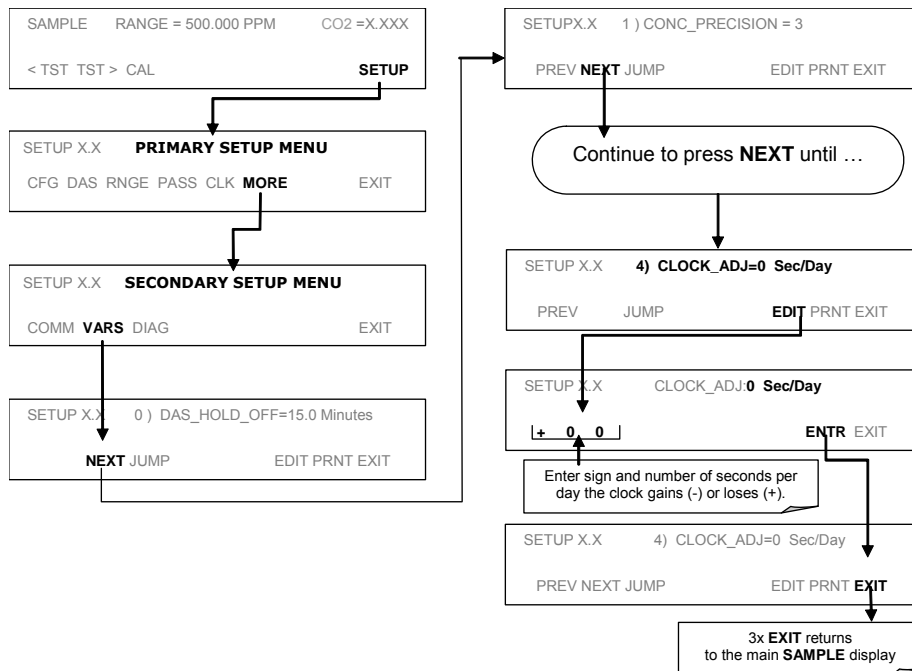 SAMPLE RANGE = 500.000 PPM CO2 =X.XXX
< TST TST > CAL SETUP
SETUP X.X PRIMARY SETUP MENU
CFG DAS RNGE PASS CLK MORE EXIT
SETUP X.X SECONDARY SETUP MENU
COMM VARS DIAG EXIT
SETUP X.X 0 ) DAS_HOLD_OFF=15.0 Minutes
NEXT JUMP EDIT PRNT EXIT
SETUPX.X 1 ) CONC_PRECISION = 3
PREV NEXT JUMP EDIT PRNT EXIT
Continue to press NEXT until …
SETUP X.X 4) CLOCK_ADJ=0 Sec/Day
PREV JUMP EDIT PRNT EXIT
SETUP X.X CLOCK_ADJ:0 Sec/Day
+ 0 0 ENTR EXIT
Enter sign and number of seconds per
day the clock gains (-) or loses (+).
SETUP X.X 4) CLOCK_ADJ=0 Sec/Day
PREV NEXT JUMP EDIT PRNT EXIT
3x EXIT returns
to the main SAMPLE display